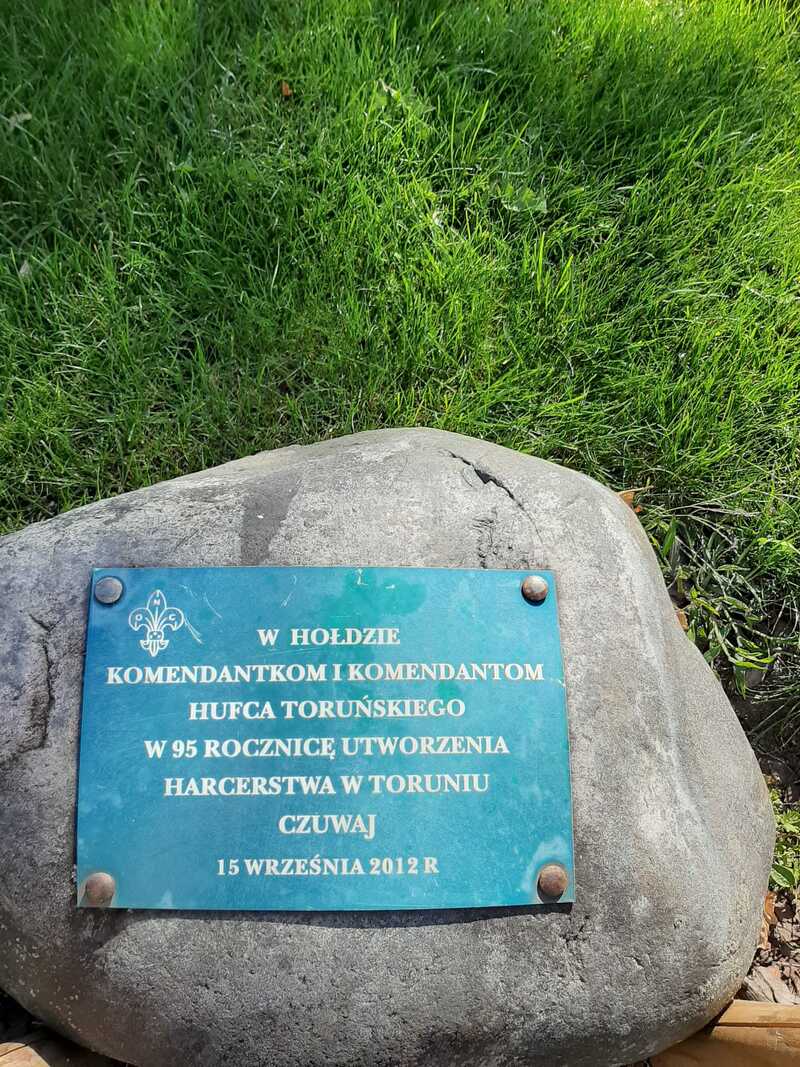 O N C
W HOŁDZIE
KOMENDANTKOM I KOMENDANTOM
HUFCA TORUŃSKIEGO
W 95 ROCZNICĘ UTWORZENIA
HARCERSTWA W TORUNIU
CZUWAJ
15 WRZEŚNIA 2012 R